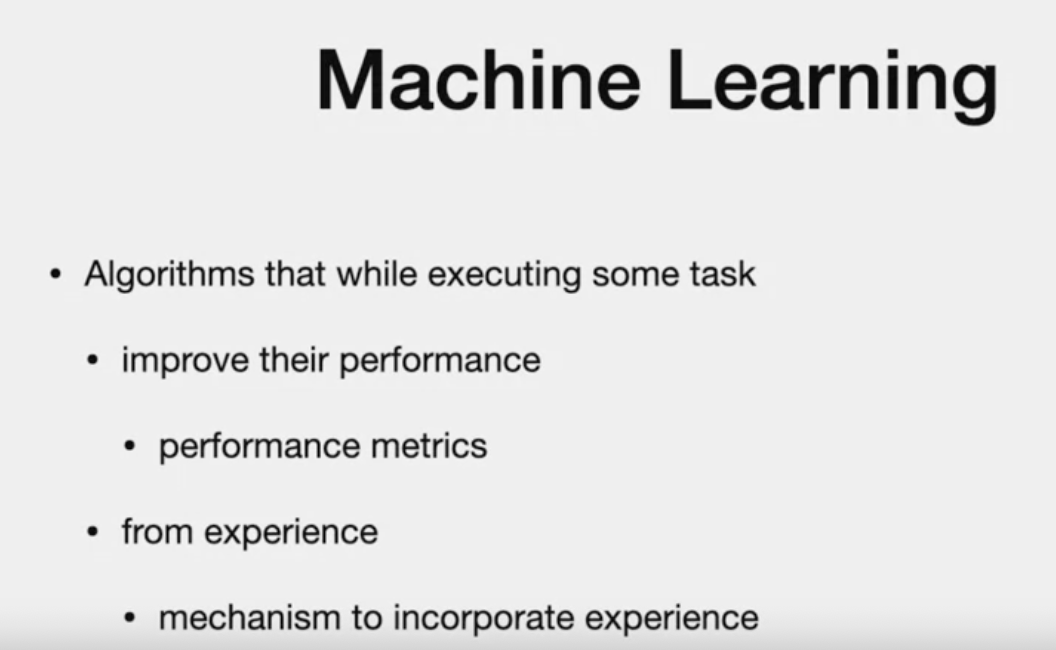 Machine Learning
• Algorithms that while executing some task
• improve their performance
• performance metrics
• from experience
• mechanism to incorporate experience